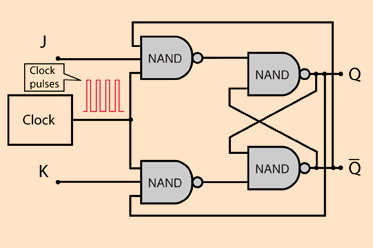 J
NAND
Clock
pulses
NAND
Q
Clock
K
NAND
NAND
Q̅